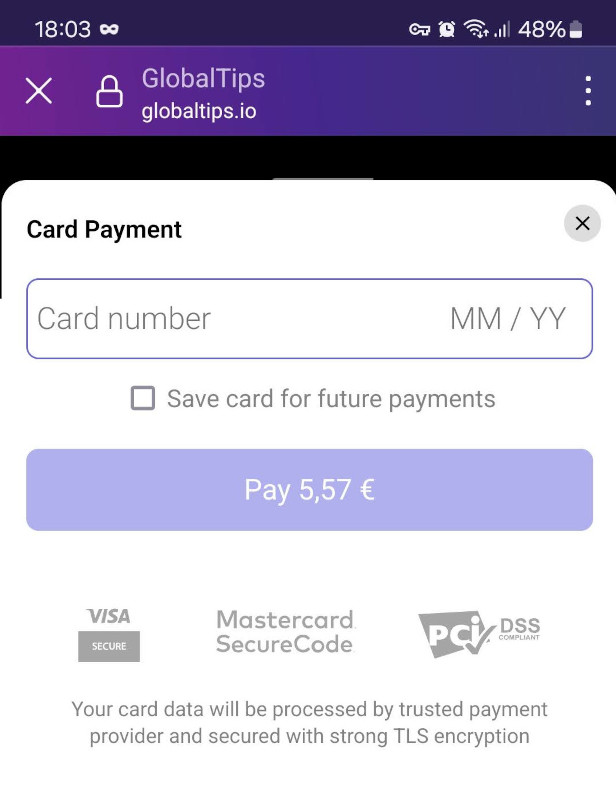 18:03 48%
GlobalTips
globaltips.io
Card Payment
Card number MM / YY
Save card for future payments
Pay 5,57 €
VISA
SECURE
Mastercard
SecureCode
PCI DSS
COMPLIANT
Your card data will be processed by trusted payment
provider and secured with strong TLS encryption